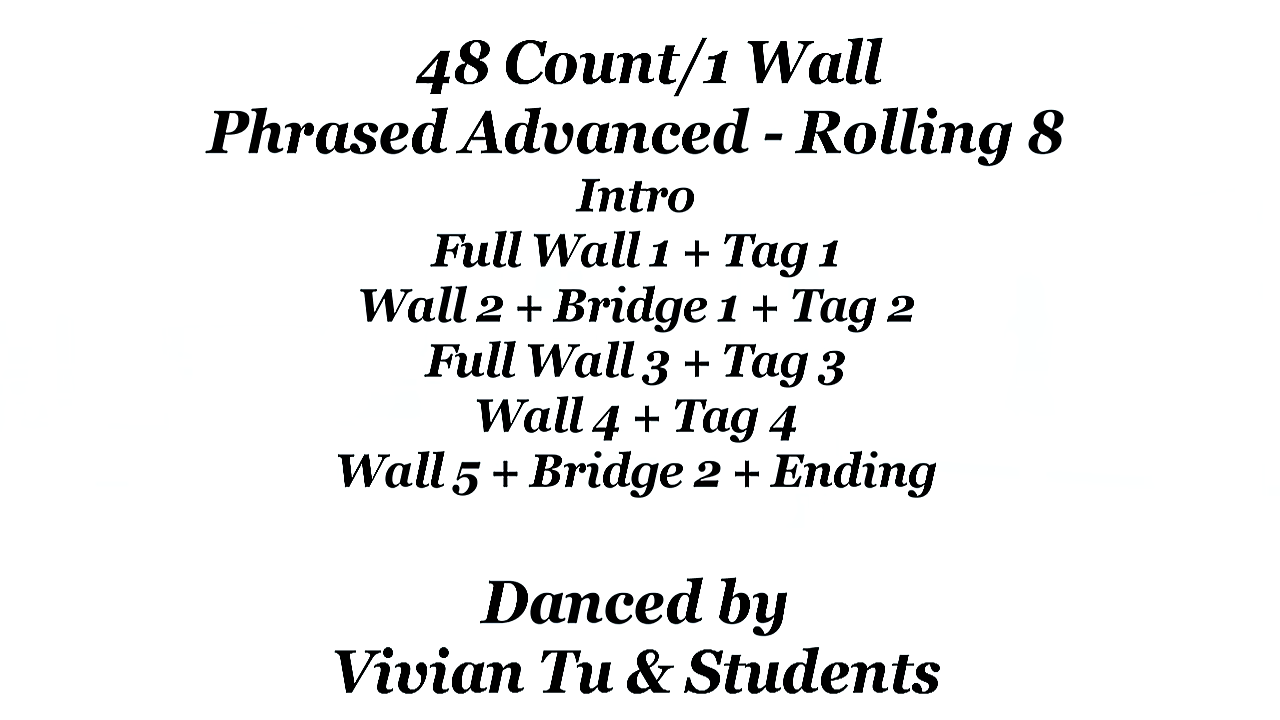 48 Count/1 Wall
Phrased Advanced - Rolling 8
Intro
Full Wall 1 + Tag 1
Wall 2 + Bridge 1 + Tag 2
Full Wall 3 + Tag 3
Wall 4 + Tag 4
Wall 5 + Bridge 2 + Ending
Danced by
Vivian Tu & Students